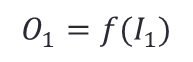 O₁ = f(I₁)